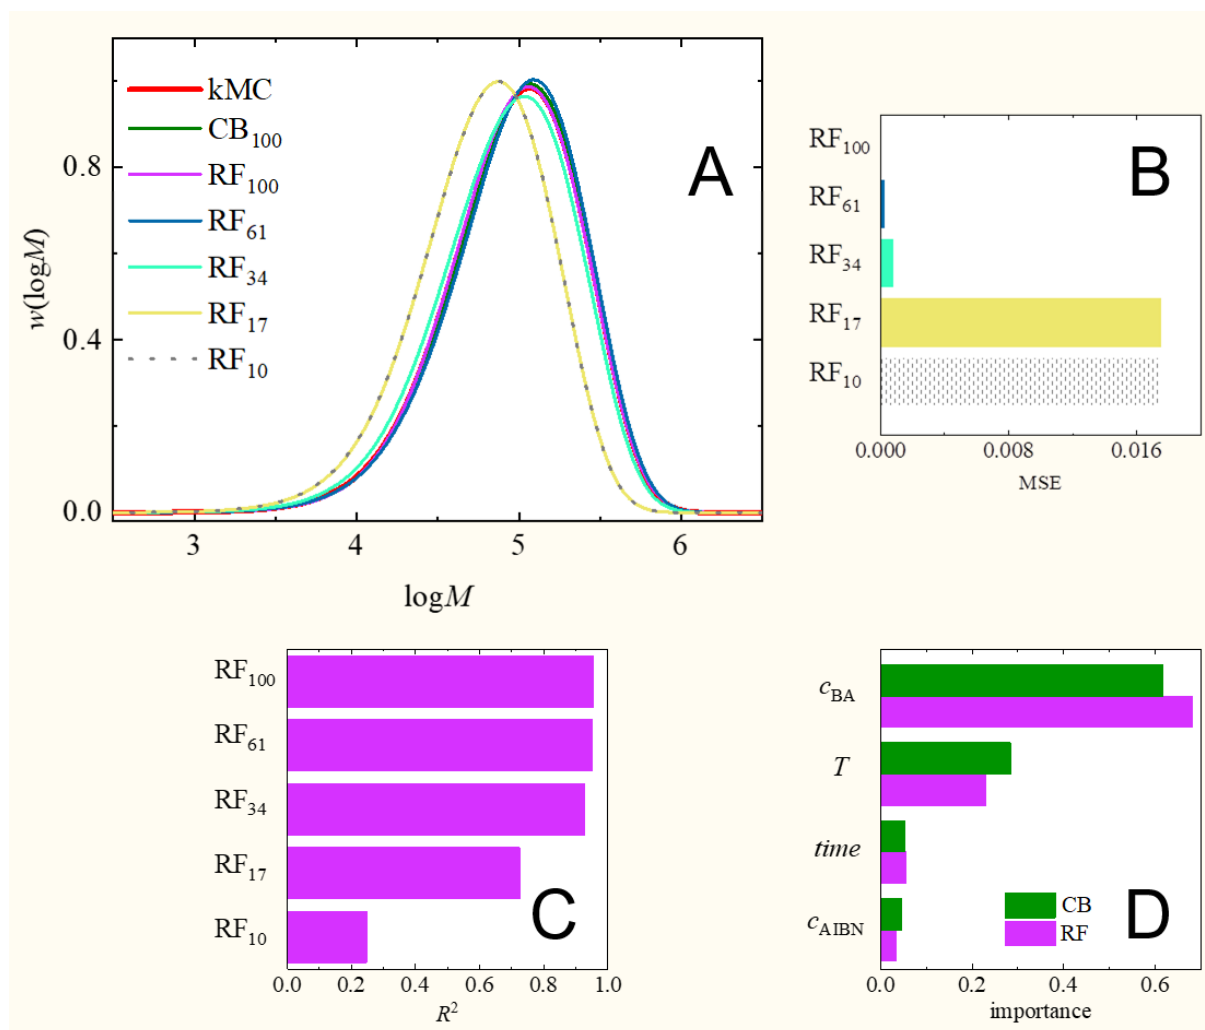 kMC
CB100
RF100
RF61
RF34
RF17
RF10
A
w(logM)
0.8
0.4
0.0
3 4 5 6
logM
RF100
RF61
RF34
RF17
RF10
B
0.000 0.008 0.016
MSE
RF100
RF61
RF34
RF17
RF10
C
0.0 0.2 0.4 0.6 0.8 1.0
R2
cBA
T
time
cAIBN
CB
RF
D
0.0 0.2 0.4 0.6
importance